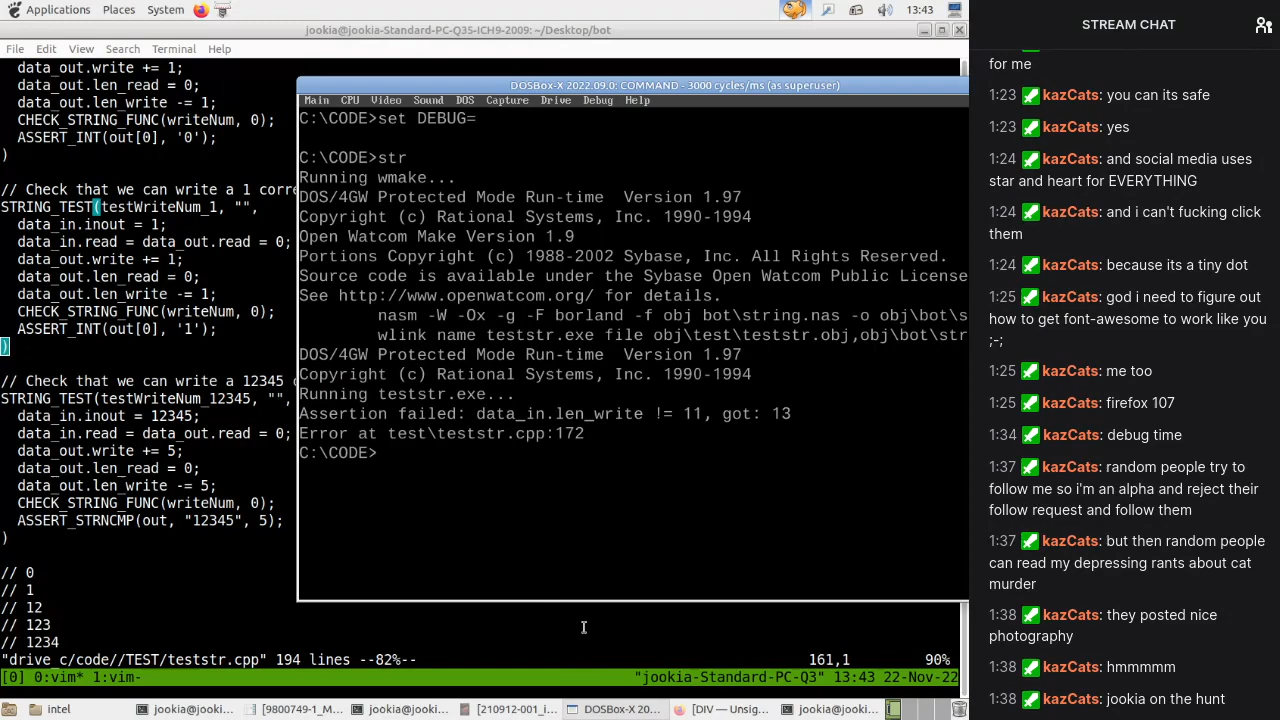 Applications Places System 13:43
jookia@jookia-Standard-PC-Q35-ICH9-2009: ~/Desktop/bot
File Edit View Search Terminal Help
data_out.write += 1;
data_out.len_read = 0;
data_out.len_write -= 1;
CHECK_STRING_FUNC(writeNum, 0);
ASSERT_INT(out[0], '0');
)
// Check that we can write a 1 corre
STRING_TEST(testWriteNum_1, "",
data_in.inout = 1;
data_in.read = data_out.read = 0;
data_out.write += 1;
data_out.len_read = 0;
data_out.len_write -= 1;
CHECK_STRING_FUNC(writeNum, 0);
ASSERT_INT(out[0], '1');
)
// Check that we can write a 12345 c
STRING_TEST(testWriteNum_12345, "",
data_in.inout = 12345;
data_in.read = data_out.read = 0;
data_out.write += 5;
data_out.len_read = 0;
data_out.len_write -= 5;
CHECK_STRING_FUNC(writeNum, 0);
ASSERT_STRNCMP(out, "12345", 5);
)
// 0
// 1
// 12
// 123
// 1234
"drive_c/code//TEST/teststr.cpp" 194 lines --82%-- 161,1 90%
[0] 0:vim* 1:vim- "jookia-Standard-PC-Q3" 13:43 22-Nov-22
DOSBox-X 2022.09.0: COMMAND - 3000 cycles/ms (as superuser)
Main CPU Video Sound DOS Capture Drive Debug Help
C:\CODE>set DEBUG=
C:\CODE>str
Running wmake...
DOS/4GW Protected Mode Run-time Version 1.97
Copyright (c) Rational Systems, Inc. 1990-1994
Open Watcom Make Version 1.9
Portions Copyright (c) 1988-2002 Sybase, Inc. All Rights Reserved.
Source code is available under the Sybase Open Watcom Public License
See http://www.openwatcom.org/ for details.
nasm -W -Ox -g -F borland -f obj bot\string.nas -o obj\bot\s
wlink name teststr.exe file obj\test\teststr.obj,obj\bot\str
DOS/4GW Protected Mode Run-time Version 1.97
Copyright (c) Rational Systems, Inc. 1990-1994
Running teststr.exe...
Assertion failed: data_in.len_write != 11, got: 13
Error at test\teststr.cpp:172
C:\CODE>
intel jookia@jookia-... [9800749-1_n... jookia@jookia-... [210912-001_i... DOSBox-X 20... [DIV — Unsig... jookia@jookia-...
STREAM CHAT
for me
1:23 kazCats: you can its safe
1:23 kazCats: yes
1:24 kazCats: and social media uses
star and heart for EVERYTHING
1:24 kazCats: and i can't fucking click
them
1:24 kazCats: because its a tiny dot
1:25 kazCats: god i need to figure out
how to get font-awesome to work like you
;-;
1:25 kazCats: me too
1:25 kazCats: firefox 107
1:34 kazCats: debug time
1:37 kazCats: random people try to
follow me so i'm an alpha and reject their
follow request and follow them
1:37 kazCats: but then random people
can read my depressing rants about cat
murder
1:38 kazCats: they posted nice
photography
1:38 kazCats: hmmmmm
1:38 kazCats: jookia on the hunt